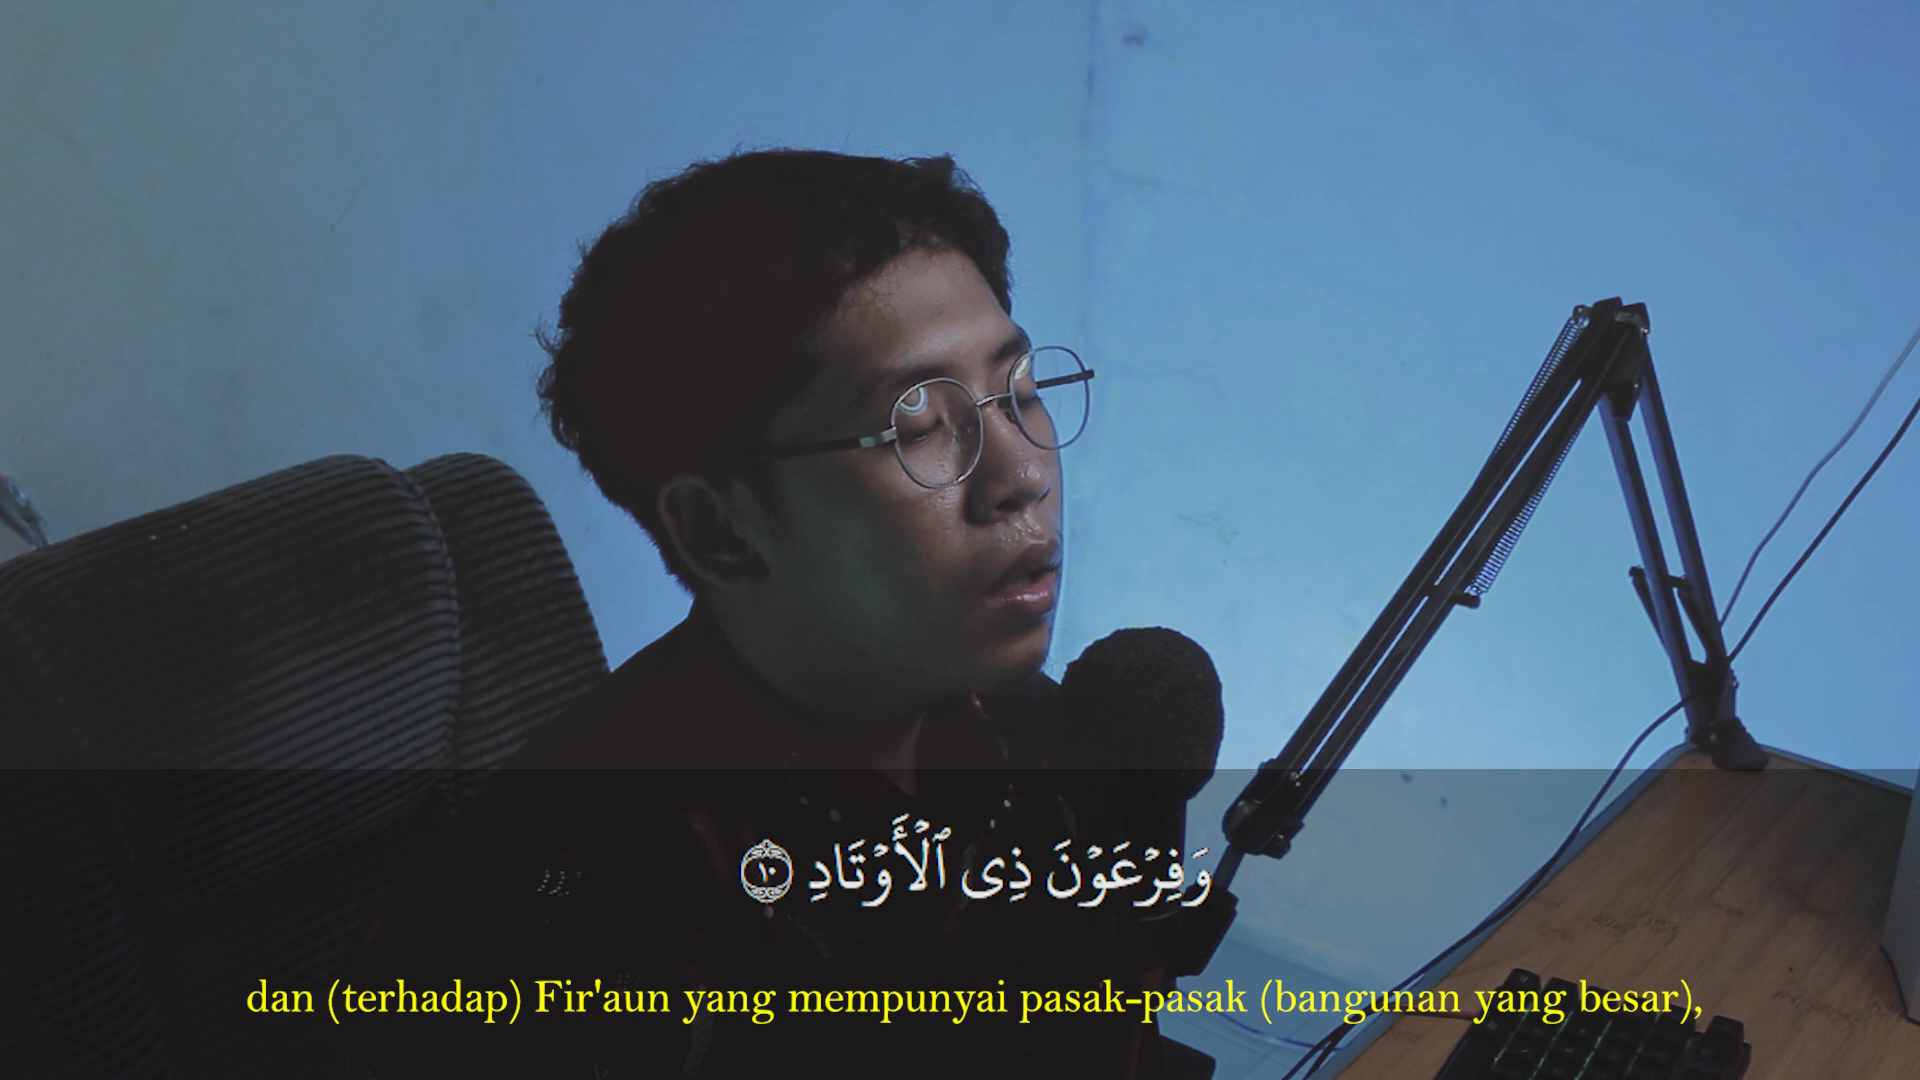 وَفِرۡعَوۡنَ ذِى ٱلۡأَوۡتَادِ ١٠
dan (terhadap) Fir'aun yang mempunyai pasak-pasak (bangunan yang besar),